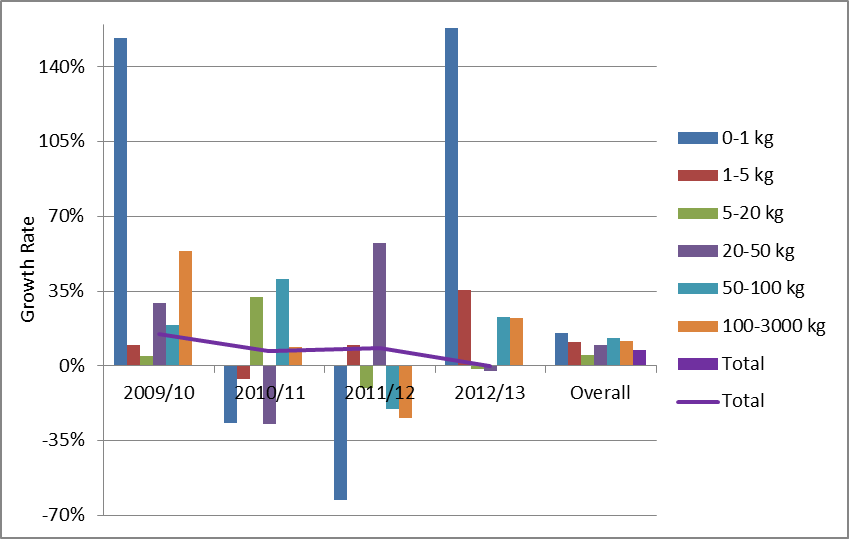 140%
105%
70%
35%
0%
-35%
-70%
Growth Rate
2009/10
2010/11
2011/12
2012/13
Overall
0-1 kg
1-5 kg
5-20 kg
20-50 kg
50-100 kg
100-3000 kg
Total
Total